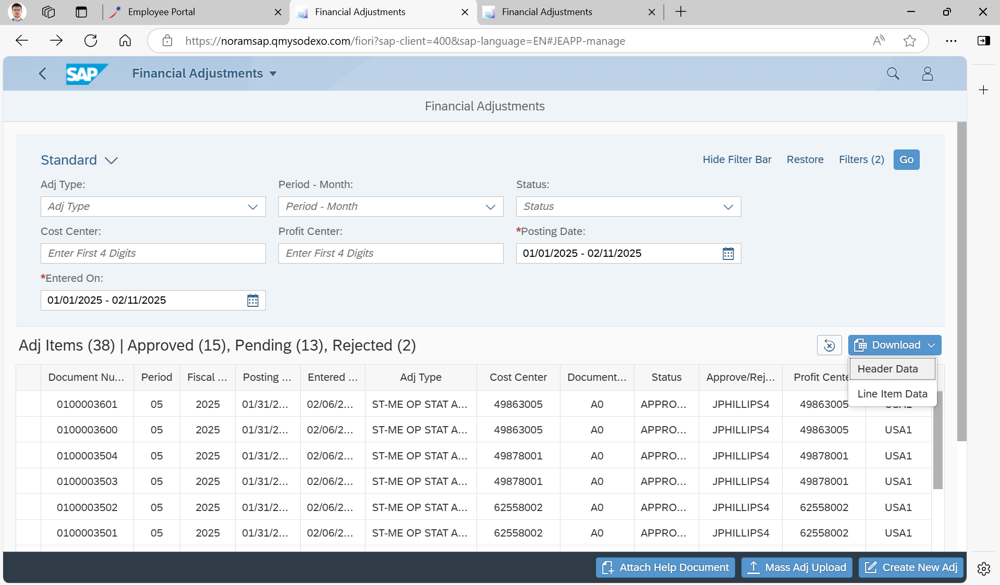 Employee Portal
Financial Adjustments
Financial Adjustments
https://noramsap.qmysodexo.com/fiori?sap-client=400&sap-language=EN#JEAPP-manage
SAP Financial Adjustments
Financial Adjustments
Standard
Hide Filter Bar Restore Filters (2) Go
Adj Type: Period - Month: Status:
Adj Type Period - Month Status
Cost Center: Profit Center: *Posting Date:
Enter First 4 Digits Enter First 4 Digits 01/01/2025 - 02/11/2025
*Entered On:
01/01/2025 - 02/11/2025
Adj Items (38) | Approved (15), Pending (13), Rejected (2) Download
Header Data
Line Item Data
Document Nu... Period Fiscal ... Posting ... Entered ... Adj Type Cost Center Document... Status Approve/Rej...
0100003601 05 2025 01/31/2... 02/06/2... ST-ME OP STAT A... 49863005 A0 APPRO... JPHILLIPS4 49863005
0100003600 05 2025 01/31/2... 02/06/2... ST-ME OP STAT A... 49863005 A0 APPRO... JPHILLIPS4 49863005 USA1
0100003504 05 2025 01/31/2... 02/06/2... ST-ME OP STAT A... 49878001 A0 APPRO... JPHILLIPS4 49878001 USA1
0100003503 05 2025 01/31/2... 02/06/2... ST-ME OP STAT A... 49878001 A0 APPRO... JPHILLIPS4 49878001 USA1
0100003502 05 2025 01/31/2... 02/06/2... ST-ME OP STAT A... 62558002 A0 APPRO... JPHILLIPS4 62558002 USA1
0100003501 05 2025 01/31/2... 02/06/2... ST-ME OP STAT A... 62558002 A0 APPRO... JPHILLIPS4 62558002 USA1
Attach Help Document Mass Adj Upload Create New Adj